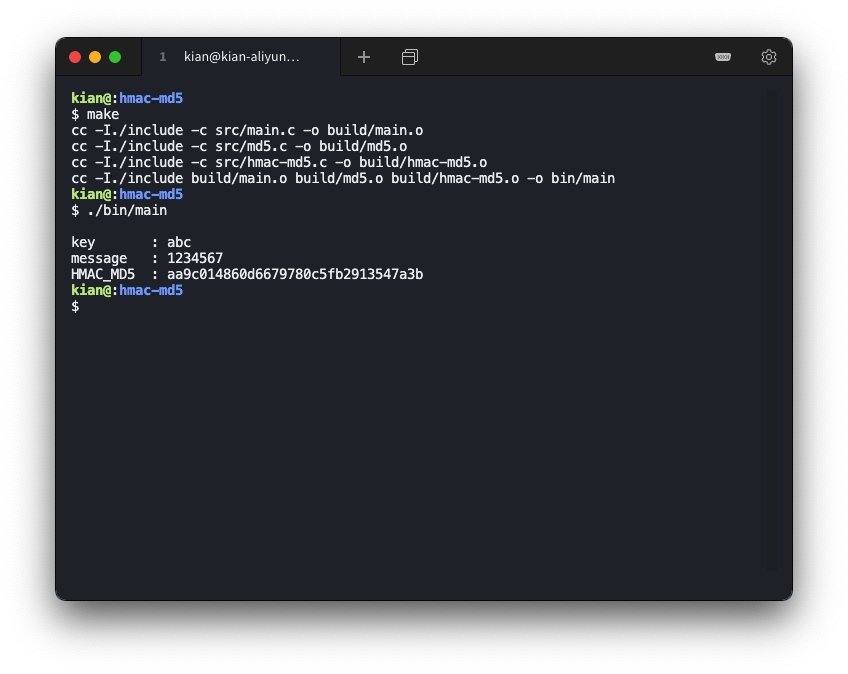 1 kian@kian-aliyun...
kian@:hmac-md5
$ make
cc -I./include -c src/main.c -o build/main.o
cc -I./include -c src/md5.c -o build/md5.o
cc -I./include -c src/hmac-md5.c -o build/hmac-md5.o
cc -I./include build/main.o build/md5.o build/hmac-md5.o -o bin/main
kian@:hmac-md5
$ ./bin/main
key       : abc
message   : 1234567
HMAC_MD5  : aa9c014860d6679780c5fb2913547a3b
kian@:hmac-md5
$